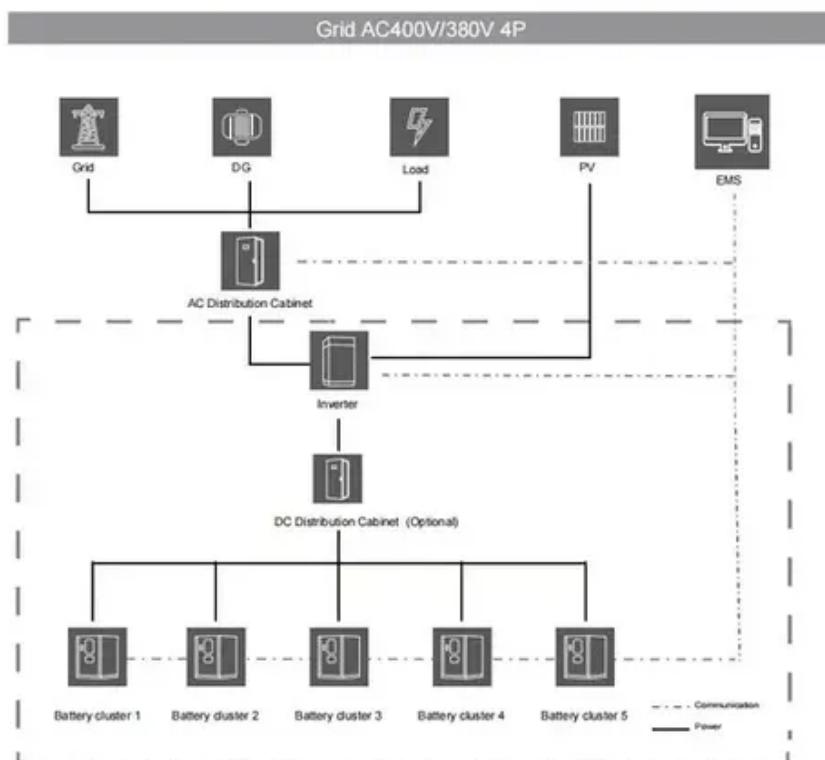 Grid AC400V/380V 4P
Grid
DG
Load
PV
EMS
AC Distribution Cabinet
Inverter
DC Distribution Cabinet (Optional)
Battery cluster 1
Battery cluster 2
Battery cluster 3
Battery cluster 4
Battery cluster 5
Communication
Power